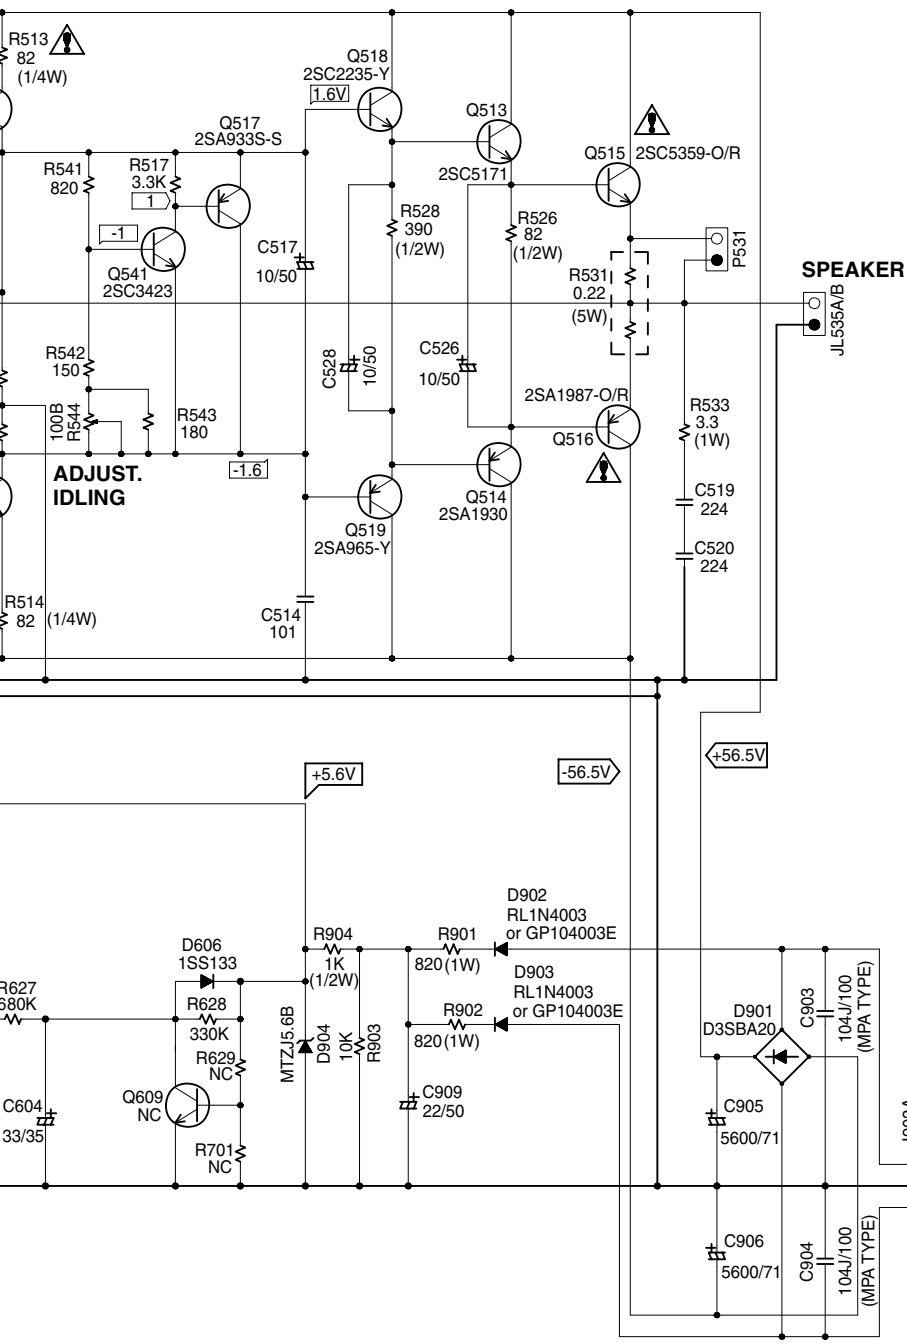 R513
82
(1/4W)
Q518
2SC2235-Y
1.6V
Q517
2SA933S-S
Q513
2SC5171
Q515
2SC5359-O/R
R541
820
R517
3.3K
1
-1
Q541
2SC3423
C517
10/50
R528
390
(1/2W)
R526
82
(1/2W)
P531
R531
0.22
(5W)
SPEAKER
JL535A/B
R542
150
100B
R544
R543
180
C528
10/50
C526
10/50
2SA1987-O/R
Q516
R533
3.3
(1W)
ADJUST.
IDLING
-1.6
Q519
2SA965-Y
Q514
2SA1930
C519
224
C520
224
R514
82
(1/4W)
C514
101
+5.6V
-56.5V
+56.5V
D902
RL1N4003
or GP104003E
R904
1K
(1/2W)
R901
820(1W)
D903
RL1N4003
or GP104003E
R902
820(1W)
D606
1SS133
R627
680K
R628
330K
R629
NC
MTZJ5.6B
D904
10K
R903
D901
D3SBA20
C903
104J/100
(MPA TYPE)
C604
33/35
Q609
NC
R701
NC
C909
22/50
C905
5600/71
C906
5600/71
C904
104J/100
(MPA TYPE)